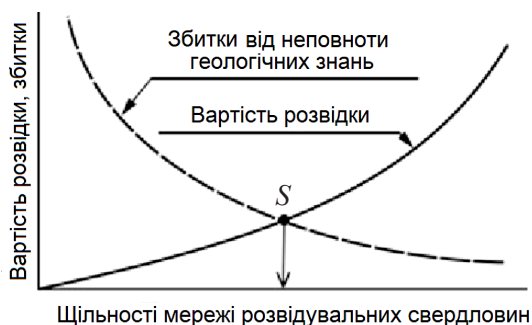 Збитки від неповноти
геологічних знань
Вартість розвідки
Вартість розвідки, збитки
S
Щільності мережі розвідувальних свердловин